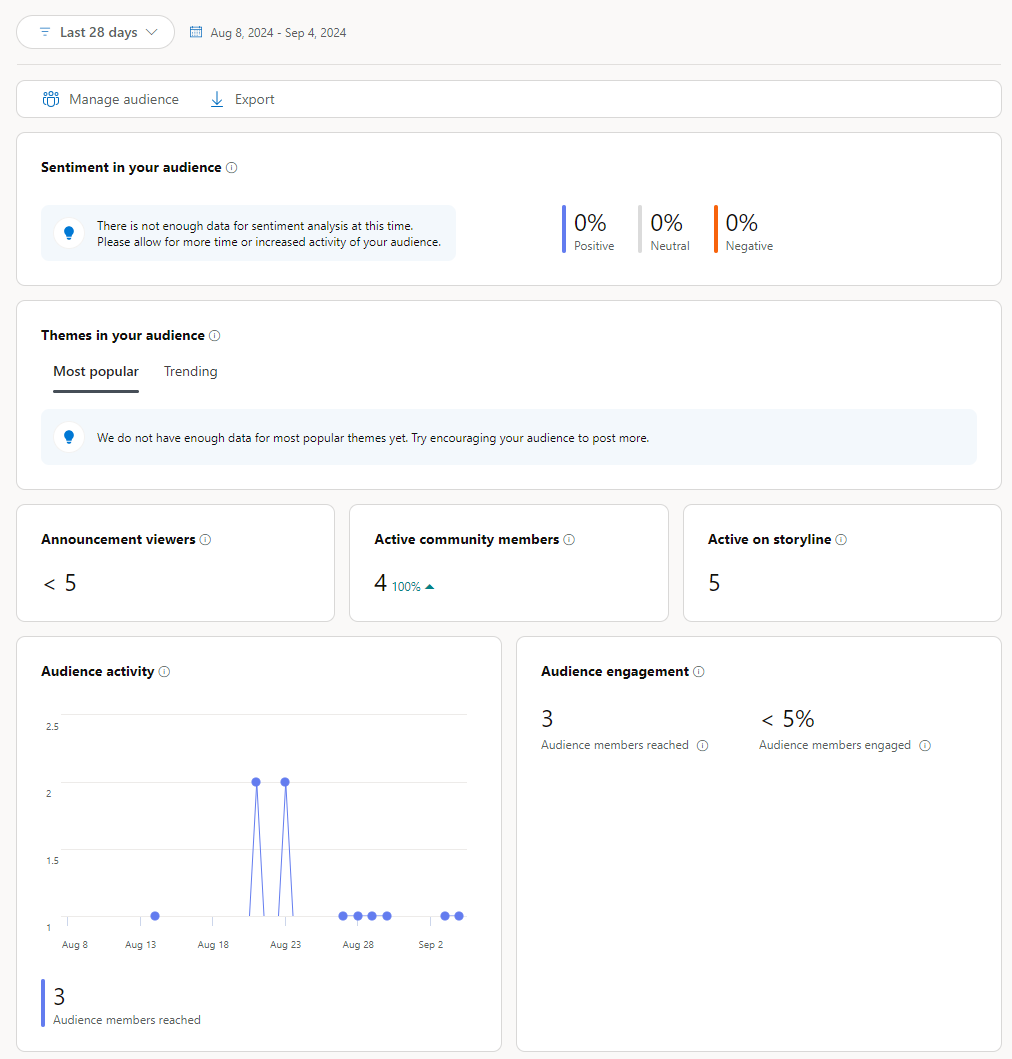 Last 28 days
Aug 8, 2024 - Sep 4, 2024
Manage audience
Export
Sentiment in your audience
There is not enough data for sentiment analysis at this time.
Please allow for more time or increased activity of your audience.
0%
Positive
0%
Neutral
0%
Negative
Themes in your audience
Most popular
Trending
We do not have enough data for most popular themes yet. Try encouraging your audience to post more.
Announcement viewers
< 5
Active community members
4 100%
Active on storyline
5
Audience activity
2.5
2
1.5
1
Aug 8
Aug 13
Aug 18
Aug 23
Aug 28
Sep 2
3
Audience members reached
Audience engagement
3
Audience members reached
< 5%
Audience members engaged